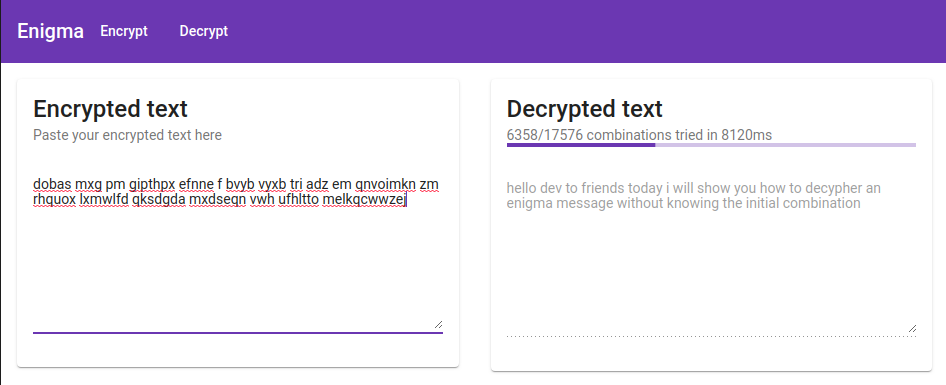 Enigma Encrypt Decrypt
Encrypted text
Paste your encrypted text here
dobas mxg pm gipthpx efnne f bvyb vyxb tri adz em qnvoimkn zm
rhquox lxmwlfd qksdgda mxdseqn vwh ufhltto melkqcwwzej
Decrypted text
6358/17576 combinations tried in 8120ms
hello dev to friends today i will show you how to decypher an
enigma message without knowing the initial combination